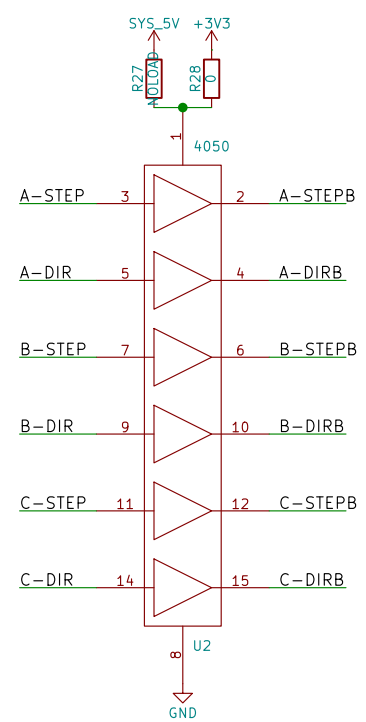 SYS_5V +3V3
R27 NOLOAD R28 0
1 4050
A-STEP 3 2 A-STEPB
A-DIR 5 4 A-DIRB
B-STEP 7 6 B-STEPB
B-DIR 9 10 B-DIRB
C-STEP 11 12 C-STEPB
C-DIR 14 15 C-DIRB
8 U2
GND